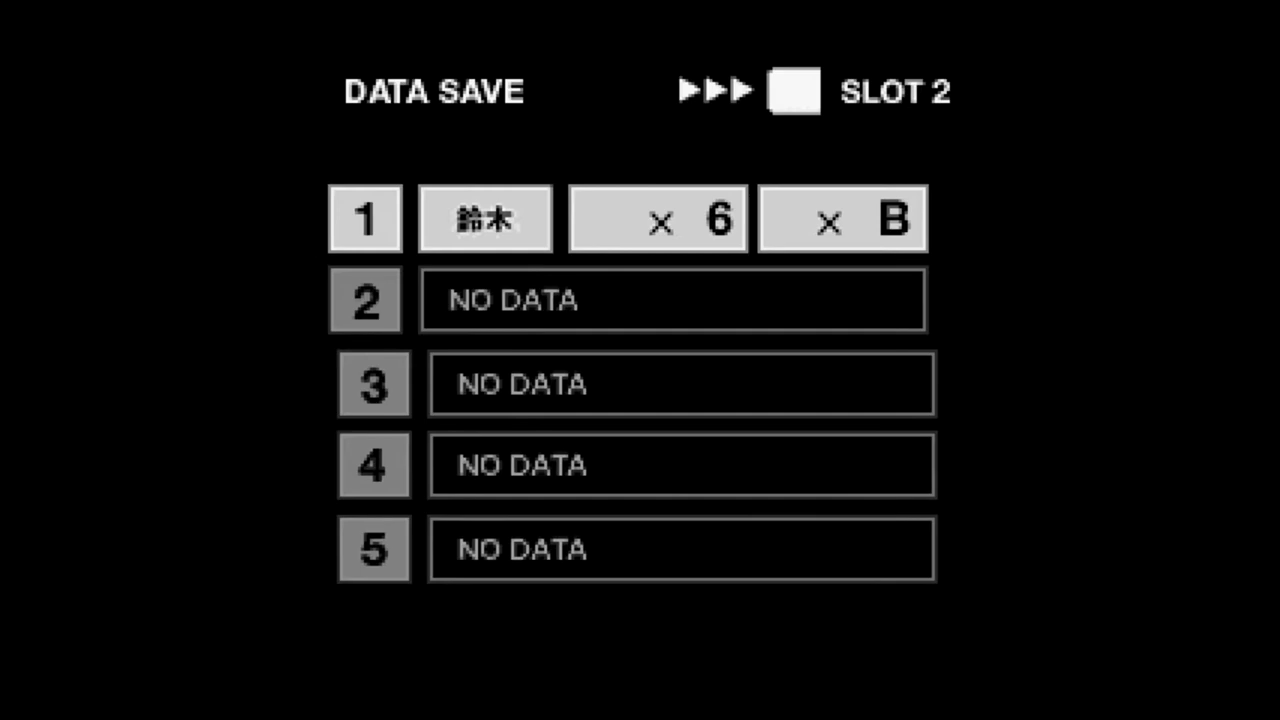 DATA SAVE ▶▶▶ SLOT 2
1 鈴木 × 6 × B
2 NO DATA
3 NO DATA
4 NO DATA
5 NO DATA